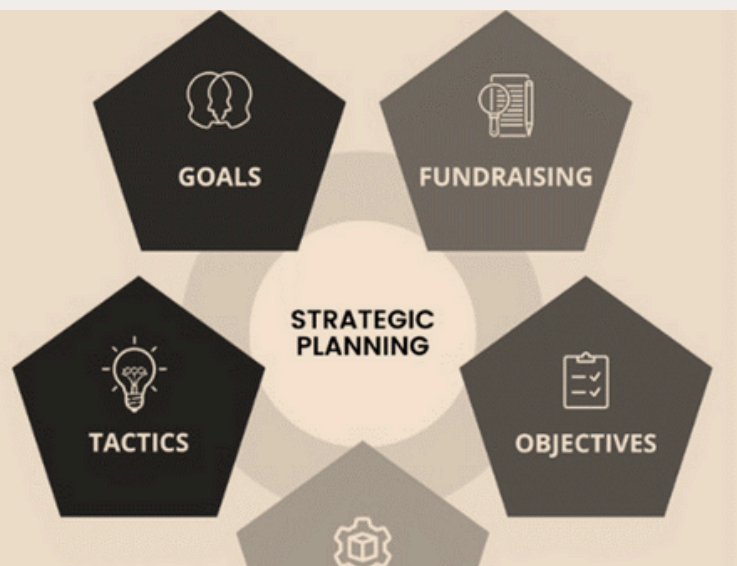 GOALS
FUNDRAISING
STRATEGIC
PLANNING
TACTICS
OBJECTIVES